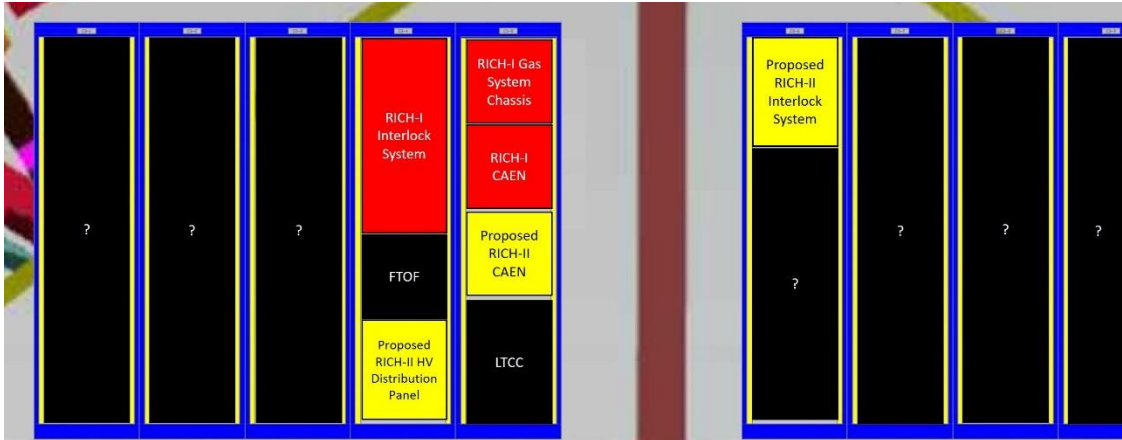 ?
?
?
RICH-I
Interlock
System
FTOF
Proposed
RICH-II HV
Distribution
Panel
RICH-I Gas
System
Chassis
RICH-I
CAEN
Proposed
RICH-II
CAEN
LTCC
Proposed
RICH-II
Interlock
System
?
?
?
?